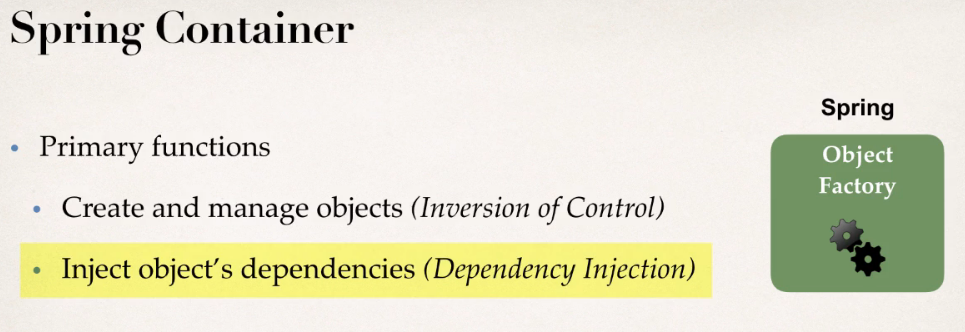 Spring Container
Primary functions
Create and manage objects (Inversion of Control)
Inject object’s dependencies (Dependency Injection)
Spring
Object
Factory